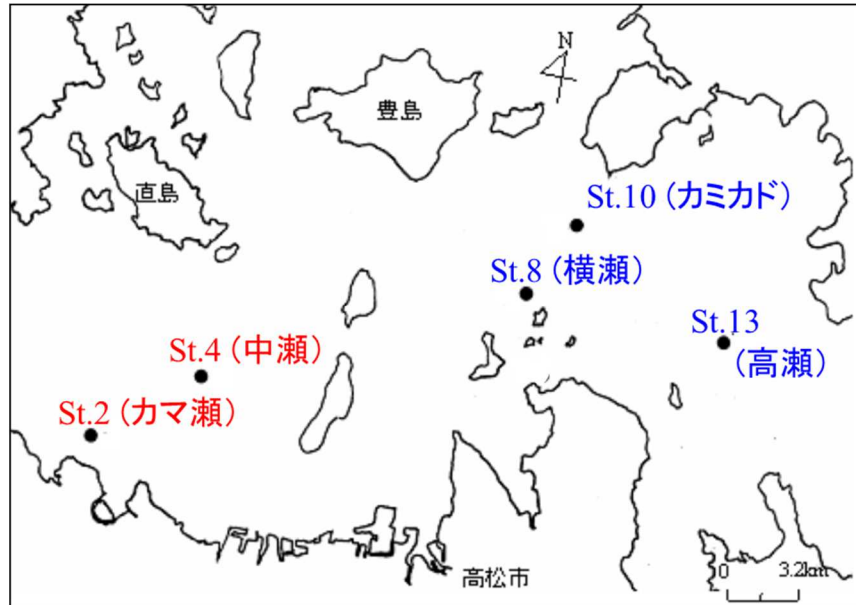 N
豊島
直島
St.10 (カミカド)
St.8 (横瀬)
St.13
(高瀬)
St.4 (中瀬)
St.2 (カマ瀬)
高松市
0 3.2km